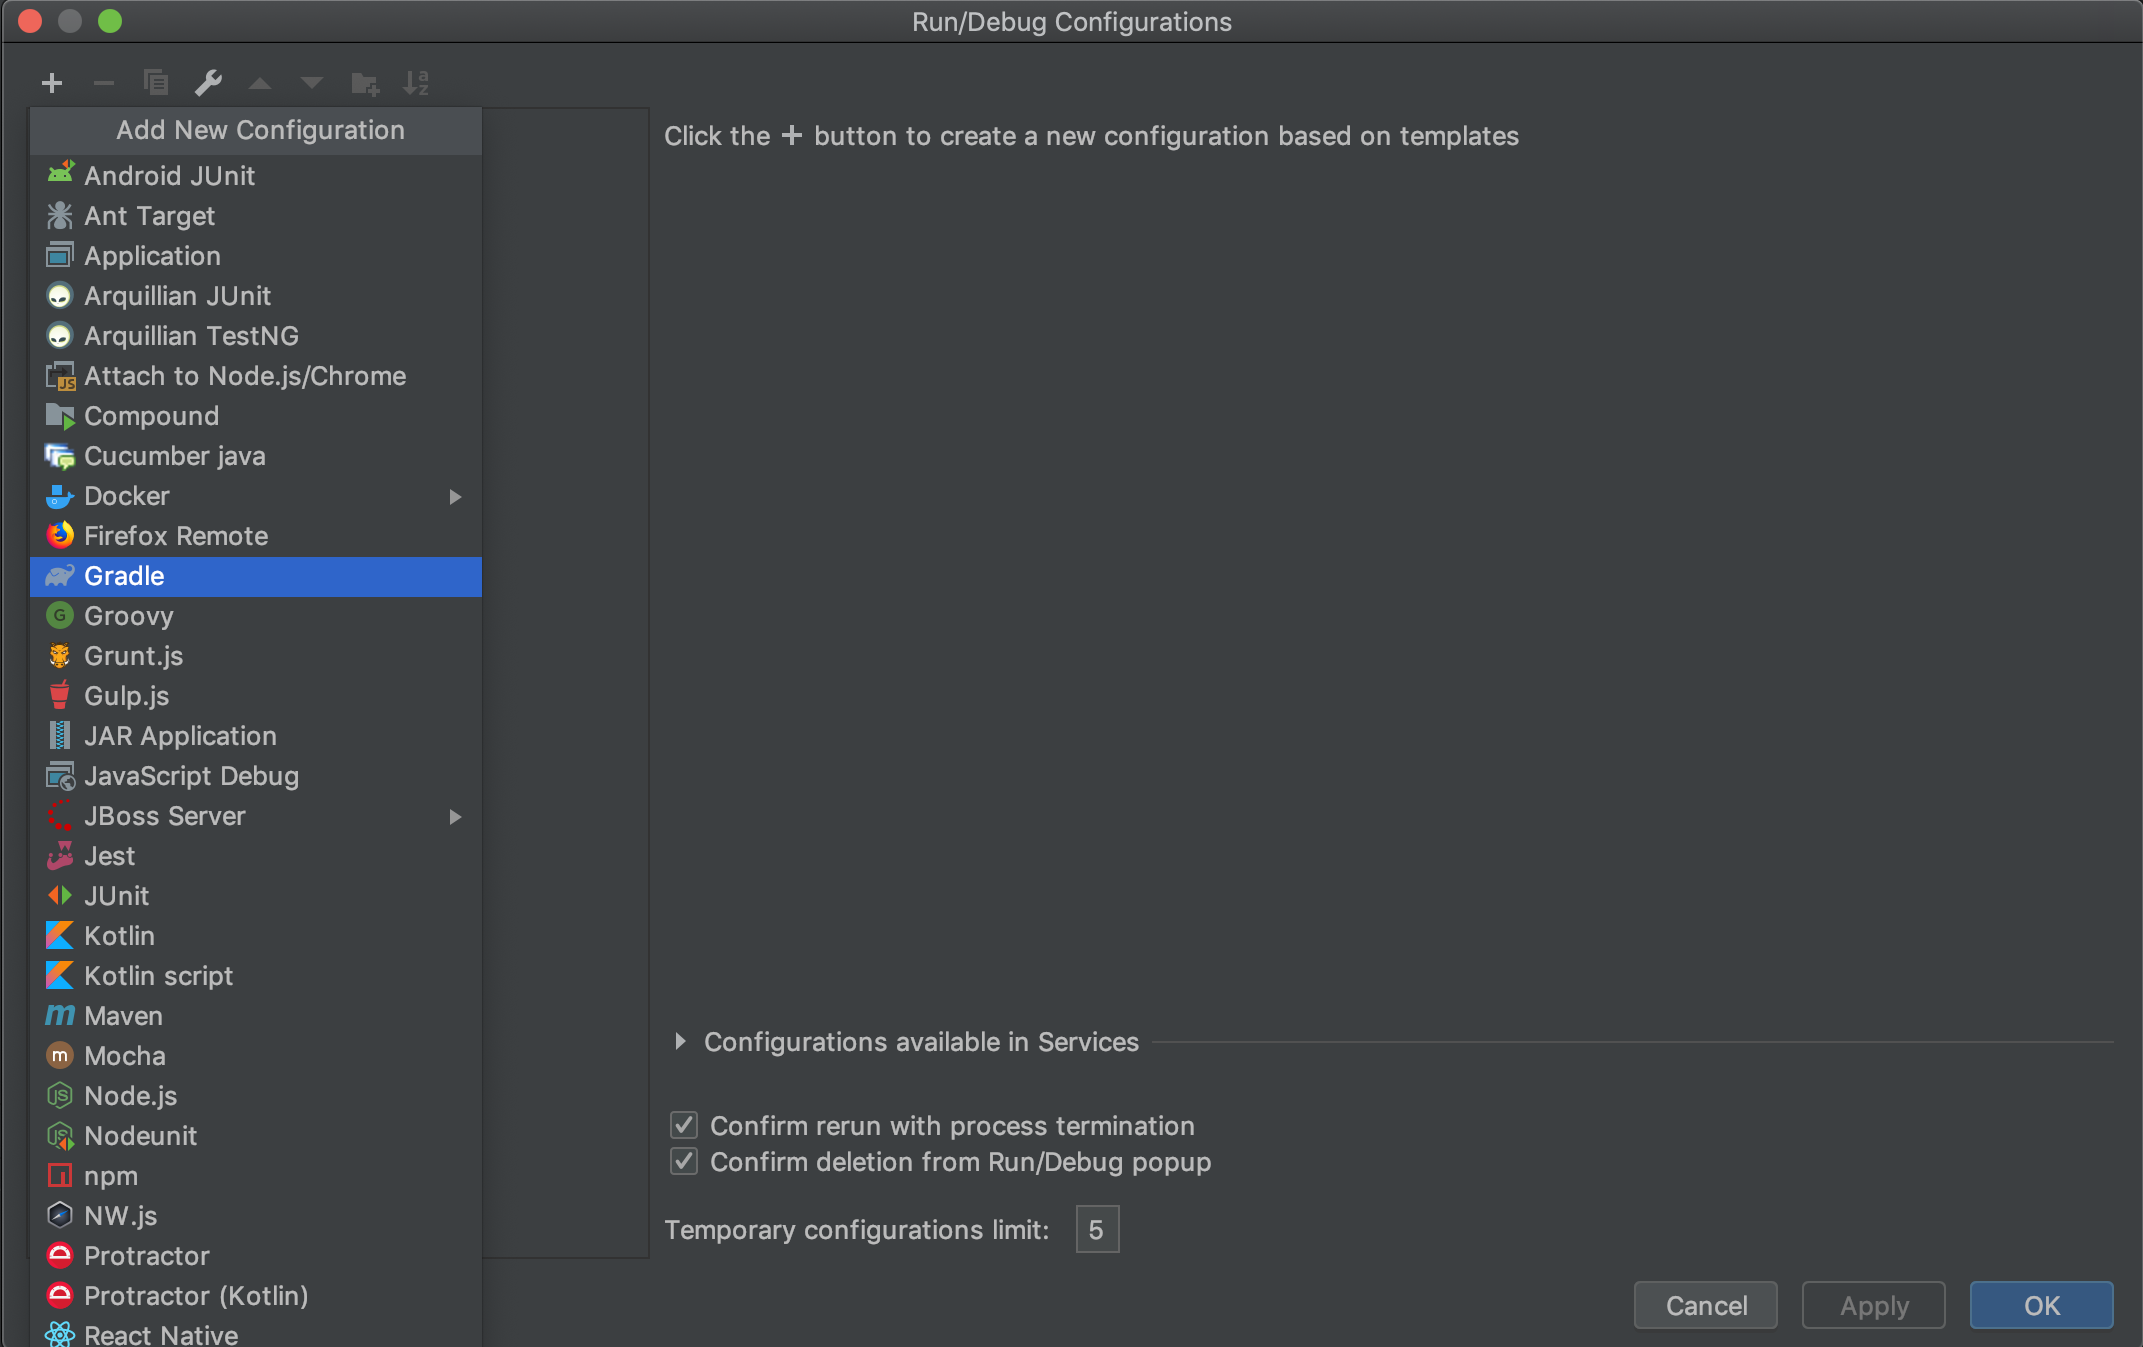 Run/Debug Configurations
Add New Configuration
Android JUnit
Ant Target
Application
Arquillian JUnit
Arquillian TestNG
Attach to Node.js/Chrome
Compound
Cucumber java
Docker
Firefox Remote
Gradle
Groovy
Grunt.js
Gulp.js
JAR Application
JavaScript Debug
JBoss Server
Jest
JUnit
Kotlin
Kotlin script
Maven
Mocha
Node.js
Nodeunit
npm
NW.js
Protractor
Protractor (Kotlin)
React Native
Click the + button to create a new configuration based on templates
Configurations available in Services
Confirm rerun with process termination
Confirm deletion from Run/Debug popup
Temporary configurations limit: 5
Cancel Apply OK